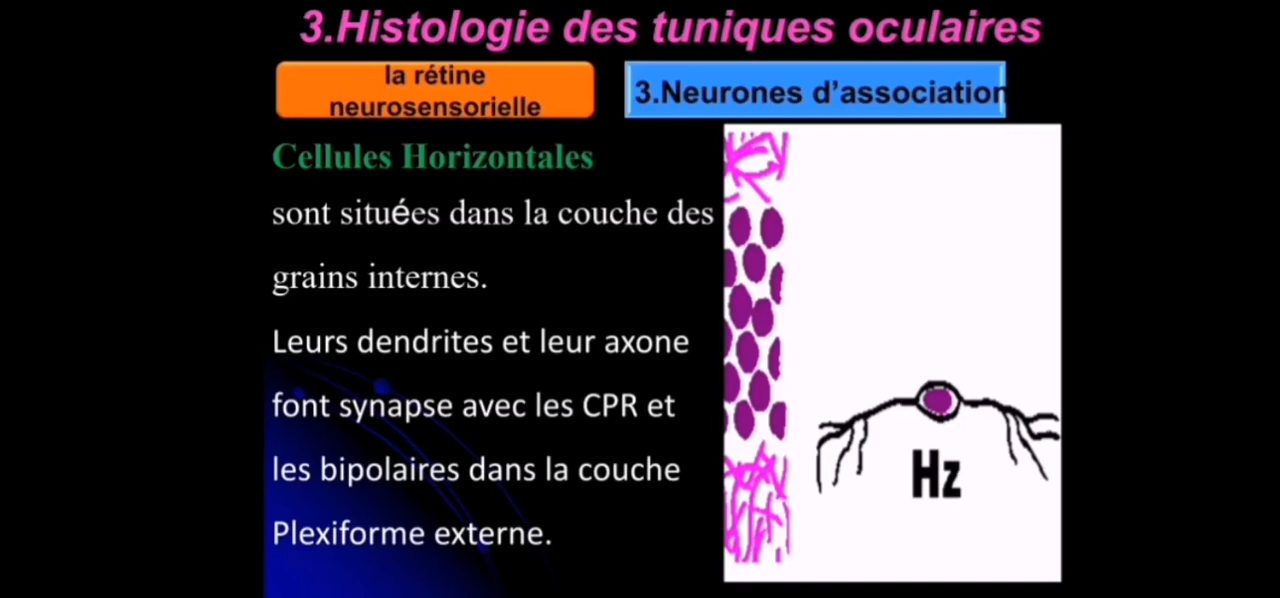 3.Histologie des tuniques oculaires
la rétine
neurosensorielle
3.Neurones d’association
Cellules Horizontales
sont situées dans la couche des
grains internes.
Leurs dendrites et leur axone
font synapse avec les CPR et
les bipolaires dans la couche
Plexiforme externe.
Hz